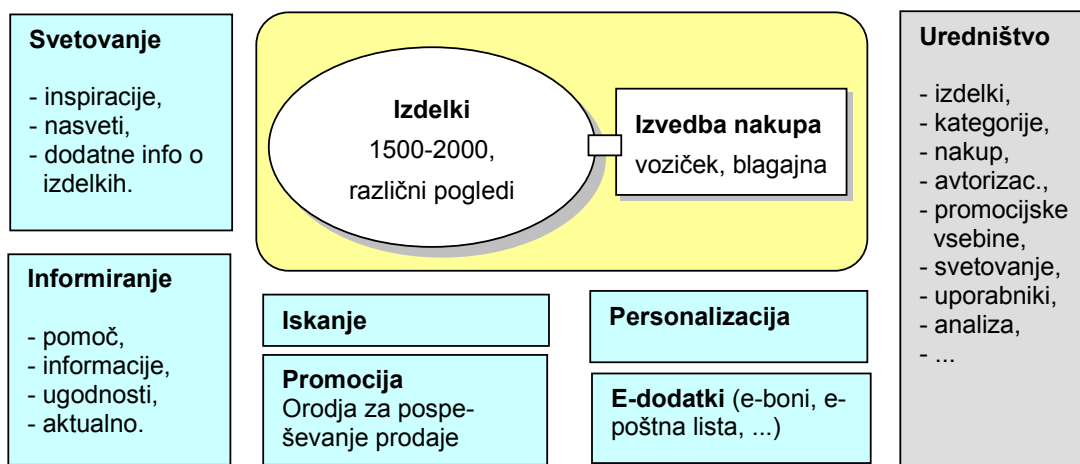 Svetovanje
- inspiracije,
- nasveti,
- dodatne info o
izdelkih.
Informiranje
- pomoč,
- informacije,
- ugodnosti,
- aktualno.
Izdelki
1500-2000,
različni pogledi
Izvedba nakupa
voziček, blagajna
Iskanje
Promocija
Orodja za pospe-
ševanje prodaje
Personalizacija
E-dodatki (e-boni, e-
poštna lista, ...)
Uredništvo
- izdelki,
- kategorije,
- nakup,
- avtorizac.,
- promocijske
vsebine,
- svetovanje,
- uporabniki,
- analiza,
- ...